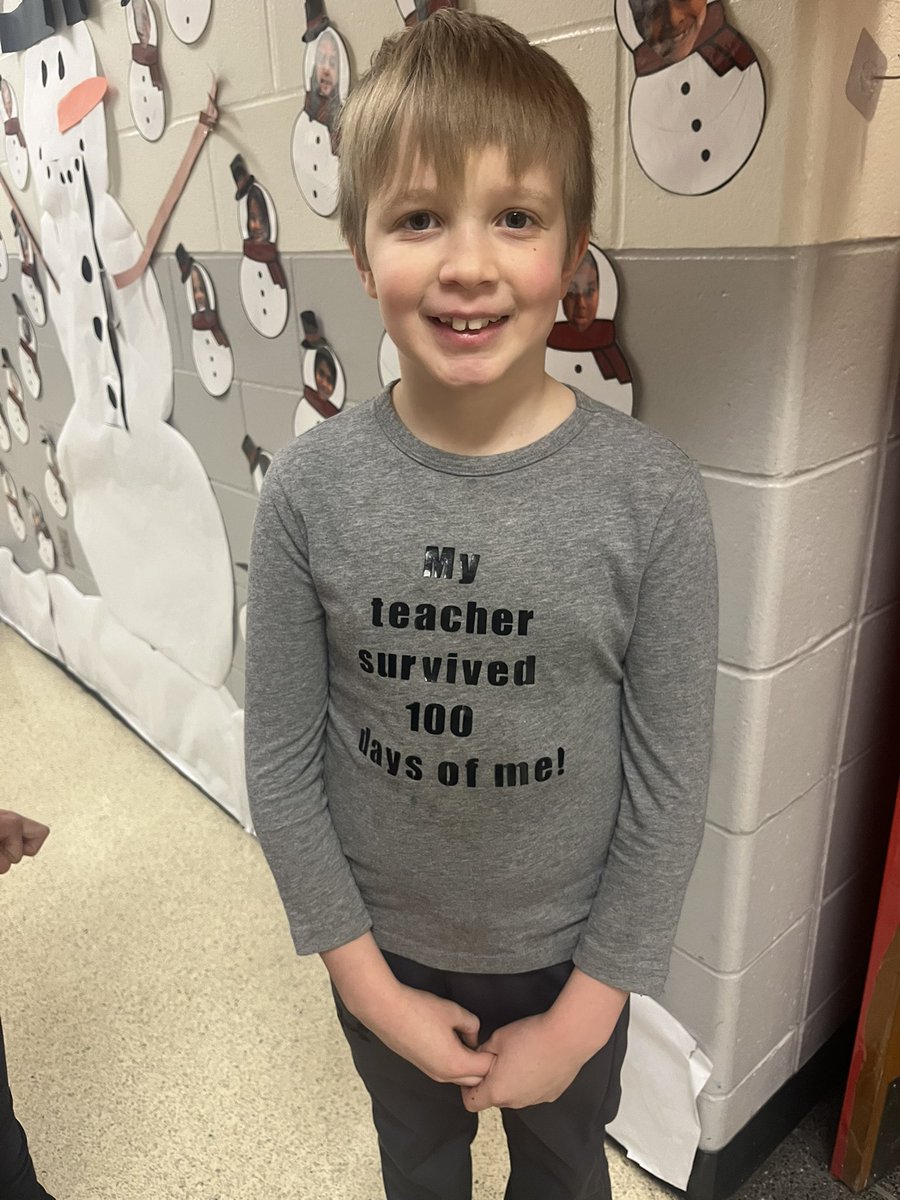 My
teacher
survived
100
days of me!